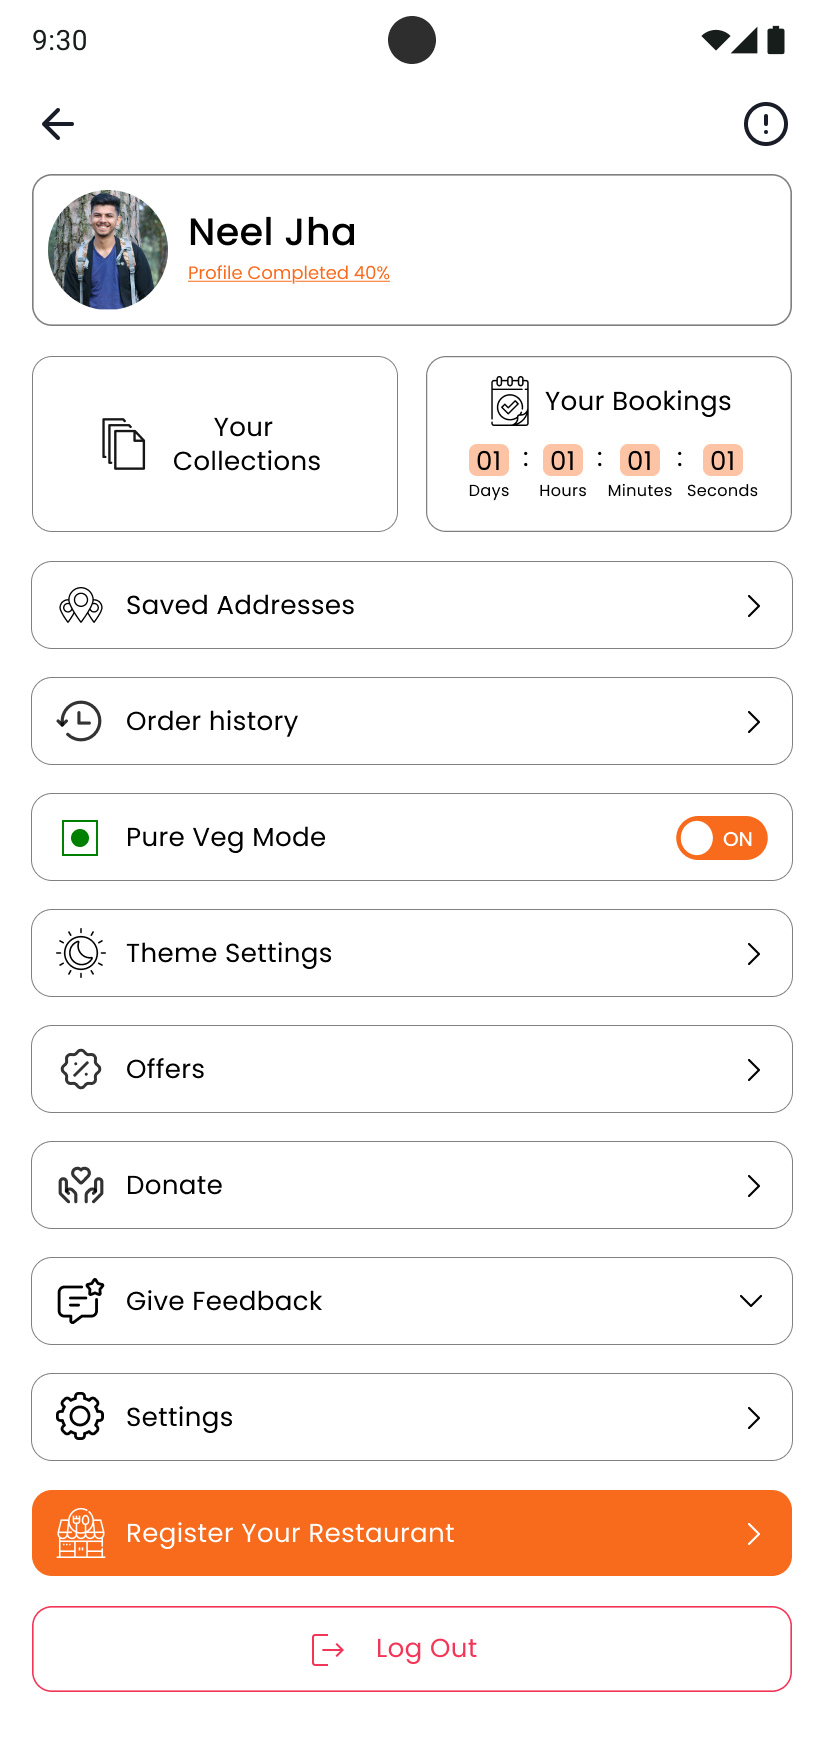 9:30
Neel Jha
Profile Completed 40%
Your
Collections
Your Bookings
01 : 01 : 01 : 01
Days Hours Minutes Seconds
Saved Addresses
Order history
Pure Veg Mode
ON
Theme Settings
Offers
Donate
Give Feedback
Settings
Register Your Restaurant
Log Out